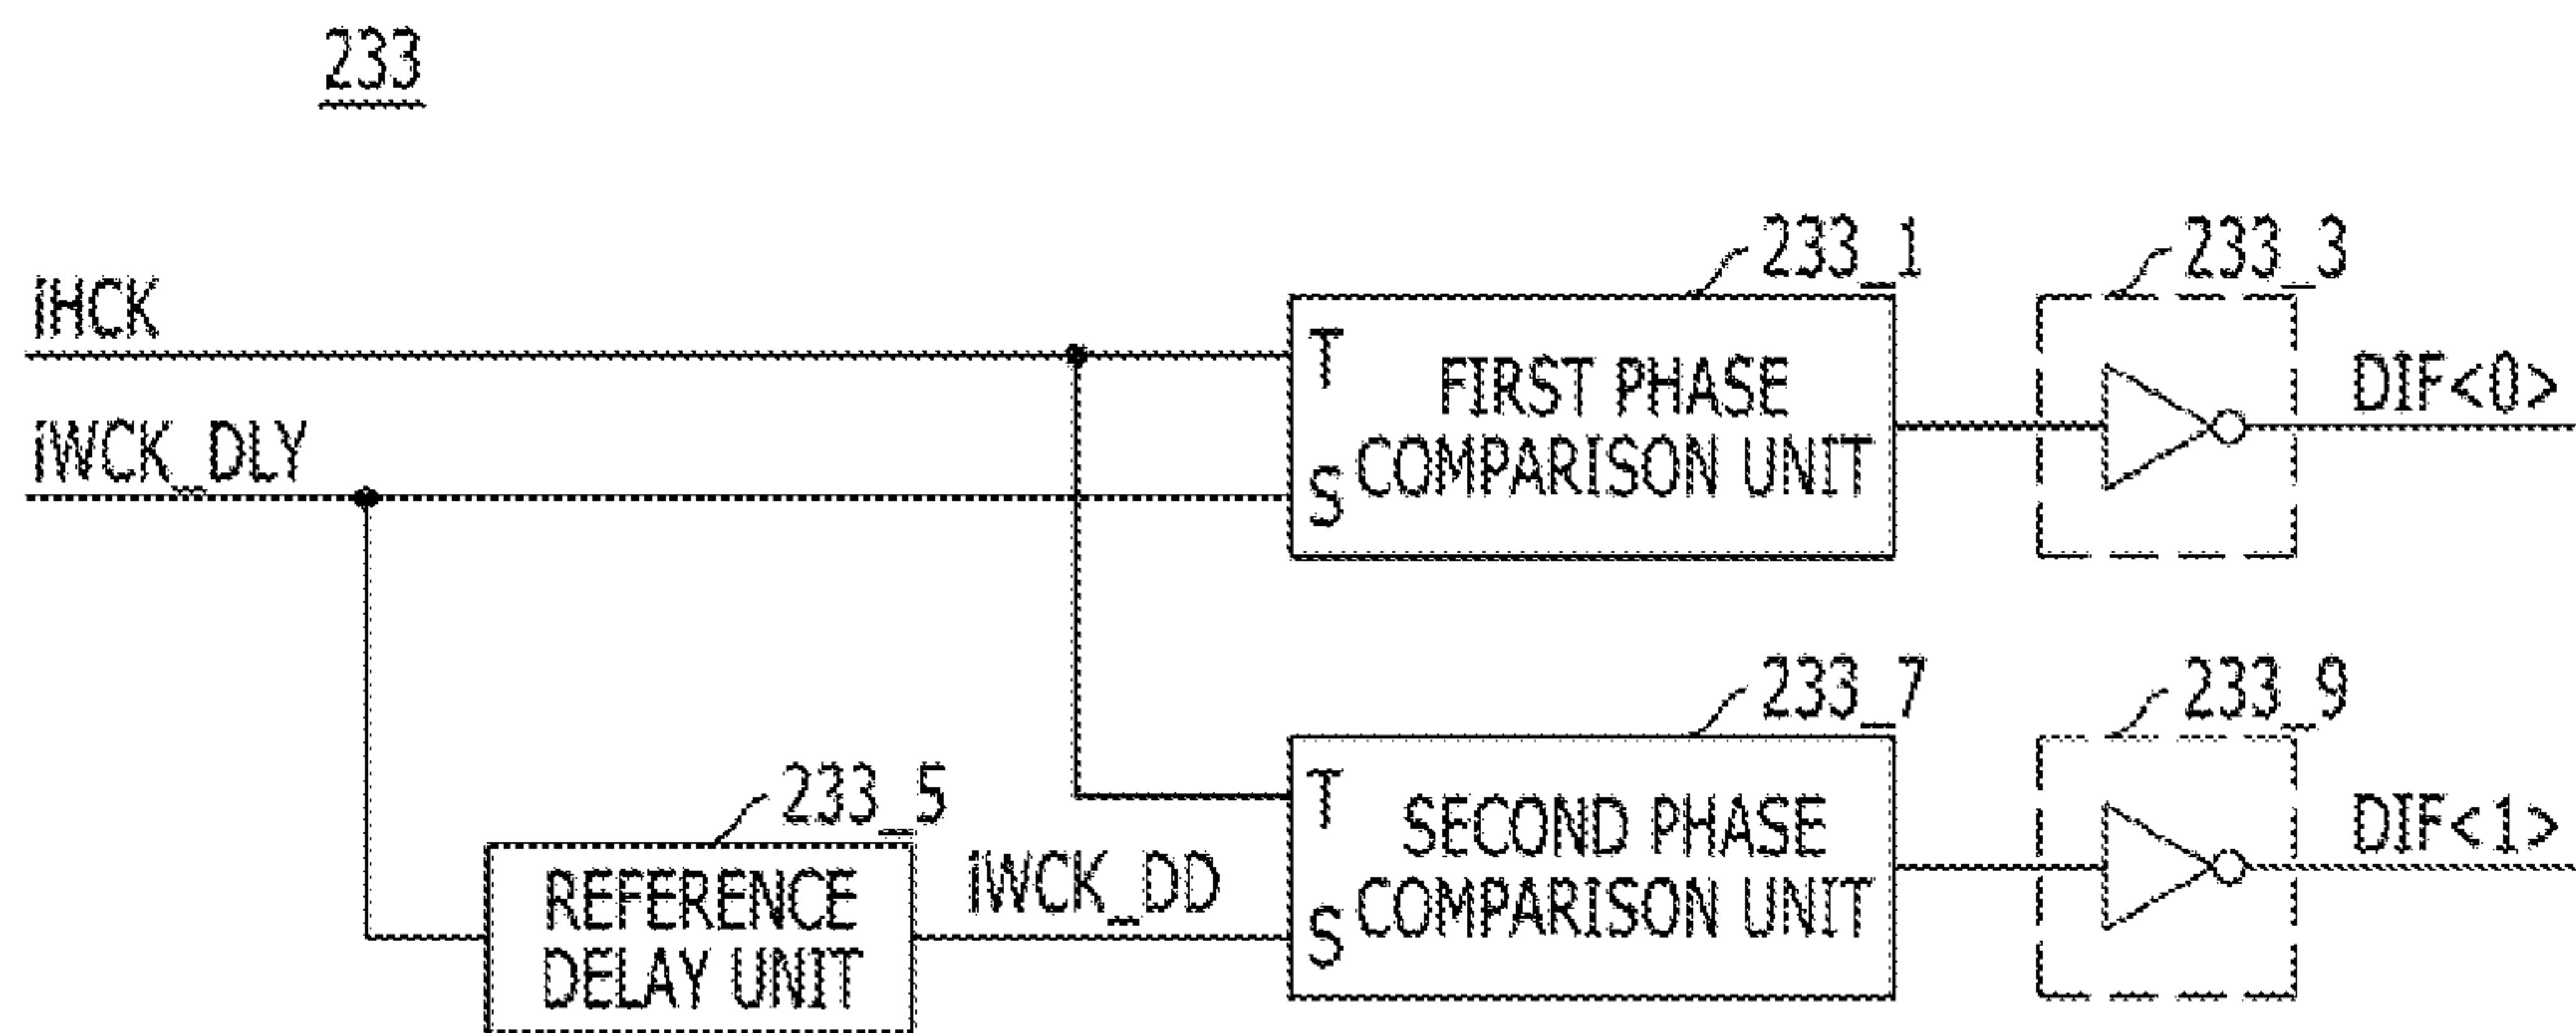 233
iHCK
iWCK_DLY
233_1
T
S
FIRST PHASE
COMPARISON UNIT
233_3
DIF<0>
233_5
REFERENCE
DELAY UNIT
iWCK_DD
233_7
T
S
SECOND PHASE
COMPARISON UNIT
233_9
DIF<1>